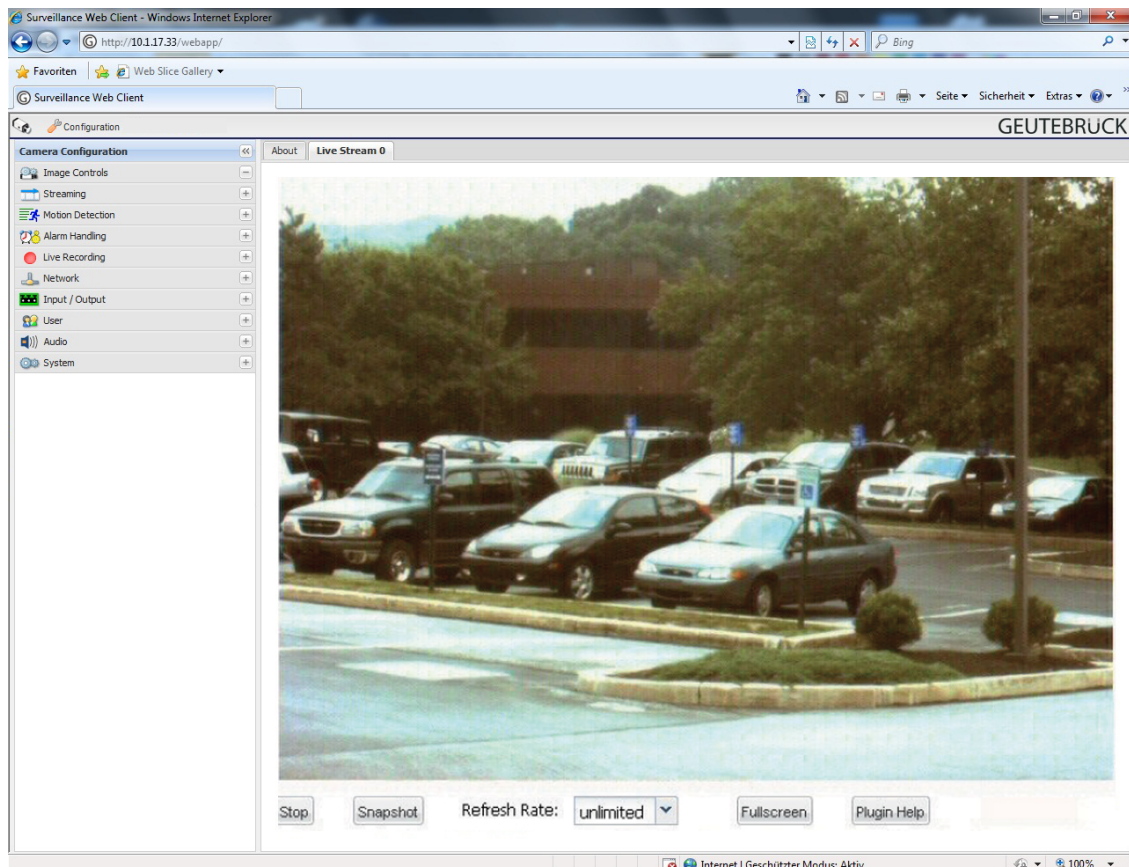 Surveillance Web Client - Windows Internet Explorer
http://10.1.17.33/webapp/
Bing
Favoriten
Web Slice Gallery
Surveillance Web Client
Seite
Sicherheit
Extras
Configuration
GEUTEBRÜCK
Camera Configuration
About
Live Stream 0
Image Controls
Streaming
Motion Detection
Alarm Handling
Live Recording
Network
Input / Output
User
Audio
System
Stop
Snapshot
Refresh Rate:
unlimited
Fullscreen
Plugin Help
Internet | Geschützter Modus: Aktiv
100%